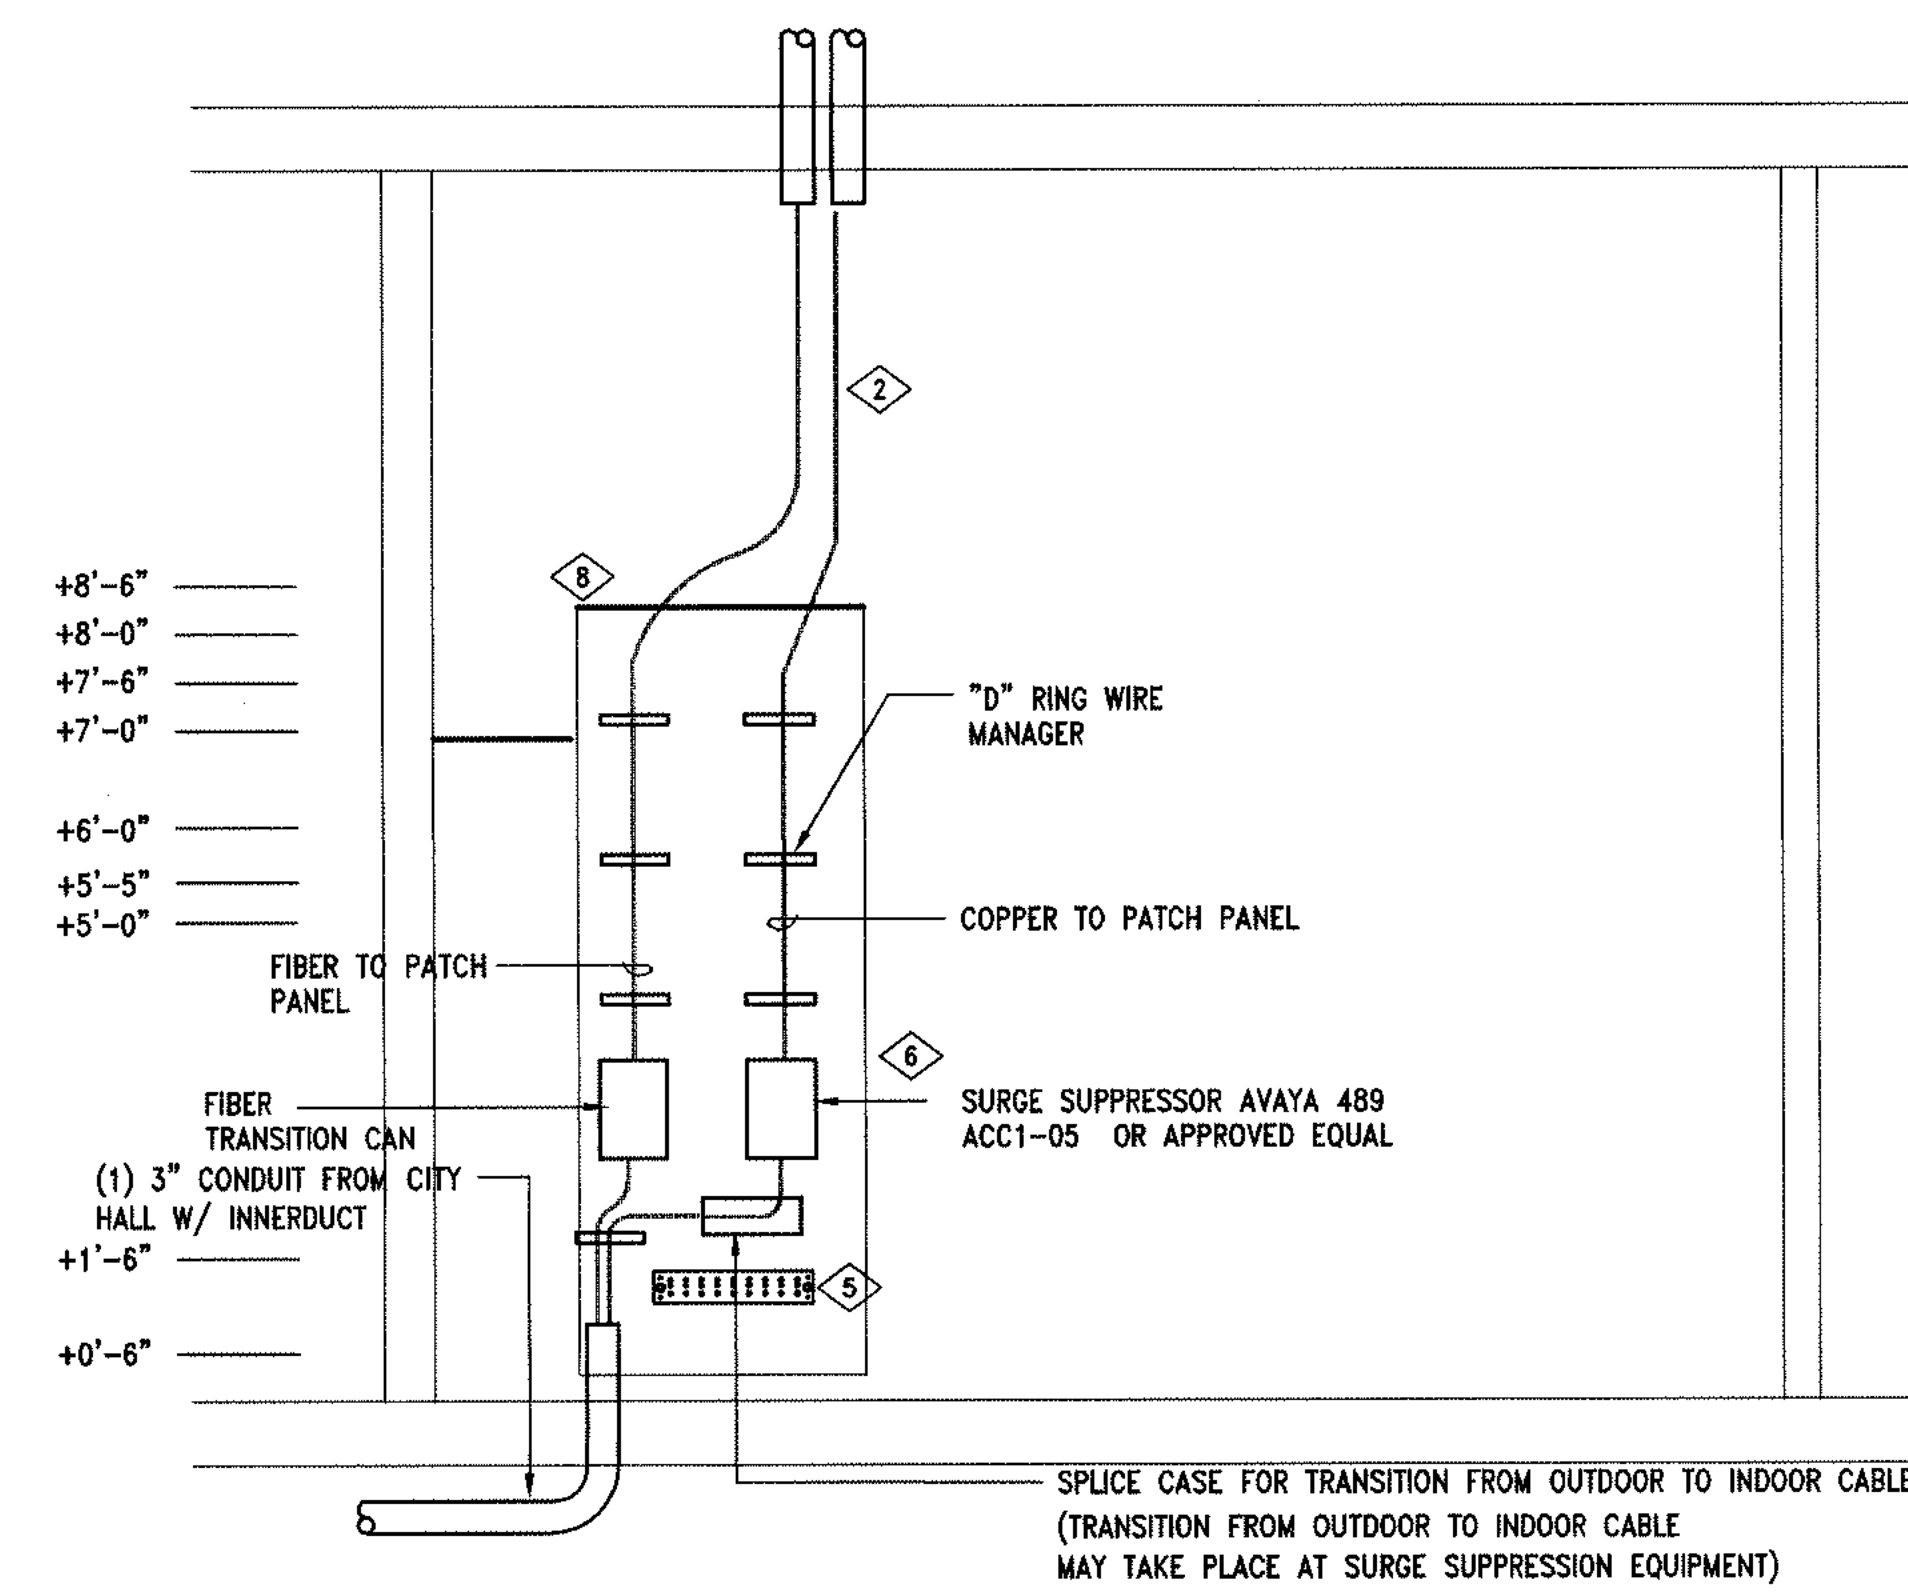 2
8
+8'-6"
+8'-0"
+7'-6"
+7'-0"
"D" RING WIRE
MANAGER
+6'-0"
+5'-5"
+5'-0"
COPPER TO PATCH PANEL
FIBER TO PATCH
PANEL
6
FIBER
TRANSITION CAN
SURGE SUPPRESSOR AVAYA 489
ACC1-05 OR APPROVED EQUAL
(1) 3" CONDUIT FROM CITY
HALL W/ INNERDUCT
+1'-6"
5
+0'-6"
SPLICE CASE FOR TRANSITION FROM OUTDOOR TO INDOOR CABLE
(TRANSITION FROM OUTDOOR TO INDOOR CABLE
MAY TAKE PLACE AT SURGE SUPPRESSION EQUIPMENT)